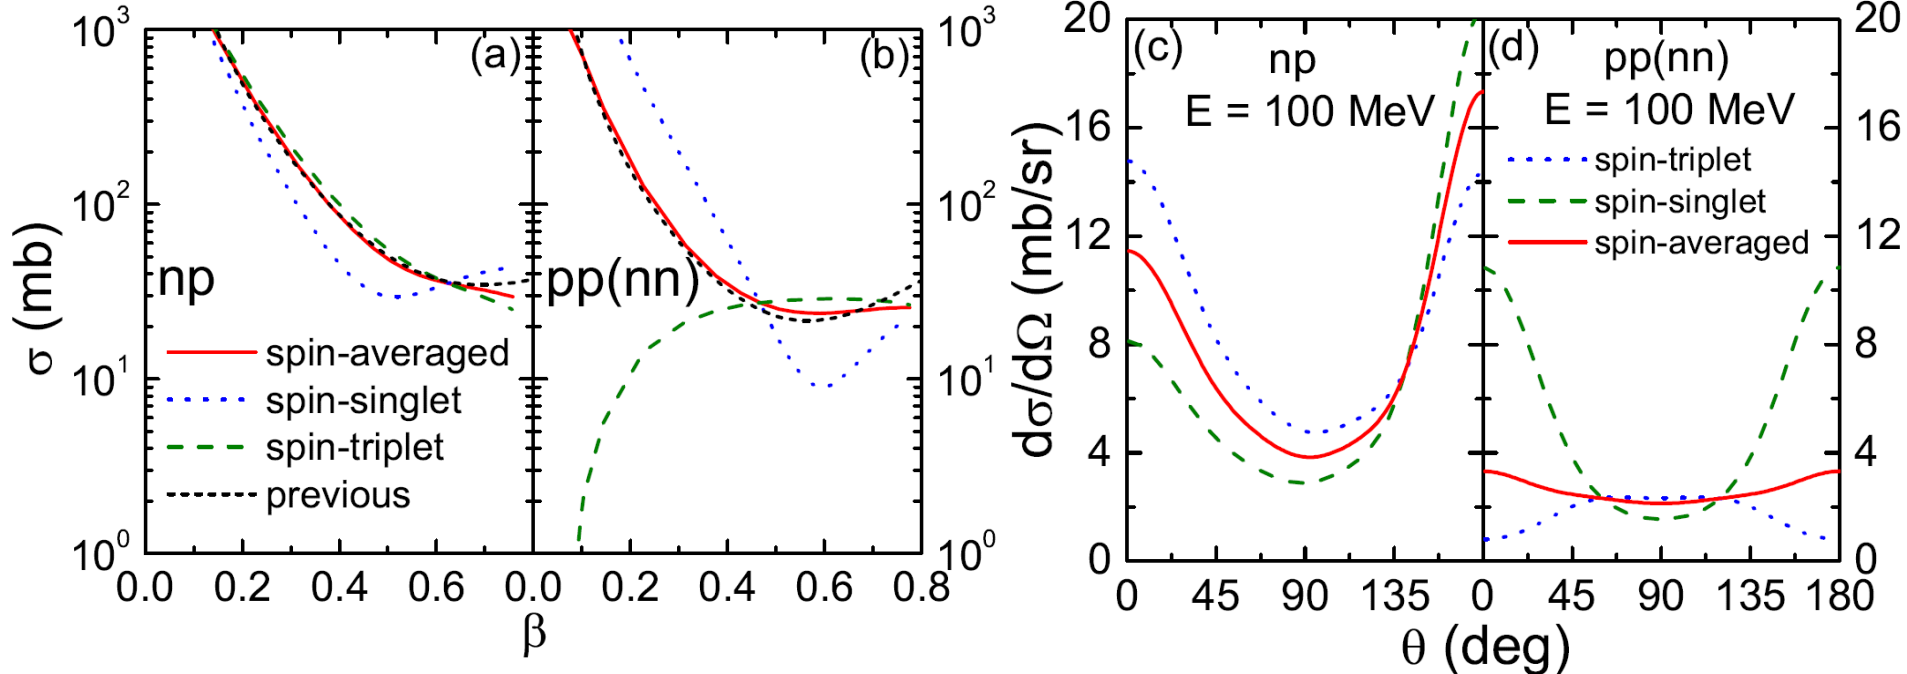 10³
(a)
(b)
10³
10²
10²
σ (mb)
np
pp(nn)
spin-averaged
spin-singlet
spin-triplet
previous
10¹
10¹
10⁰
10⁰
0.0 0.2 0.4 0.6 0.0 0.2 0.4 0.6 0.8
β
20
(c)
np
E = 100 MeV
(d)
pp(nn)
E = 100 MeV
20
16
16
spin-triplet
spin-singlet
spin-averaged
12
12
dσ/dΩ (mb/sr)
8
8
4
4
0
0
0 45 90 135 0 45 90 135 180
θ (deg)